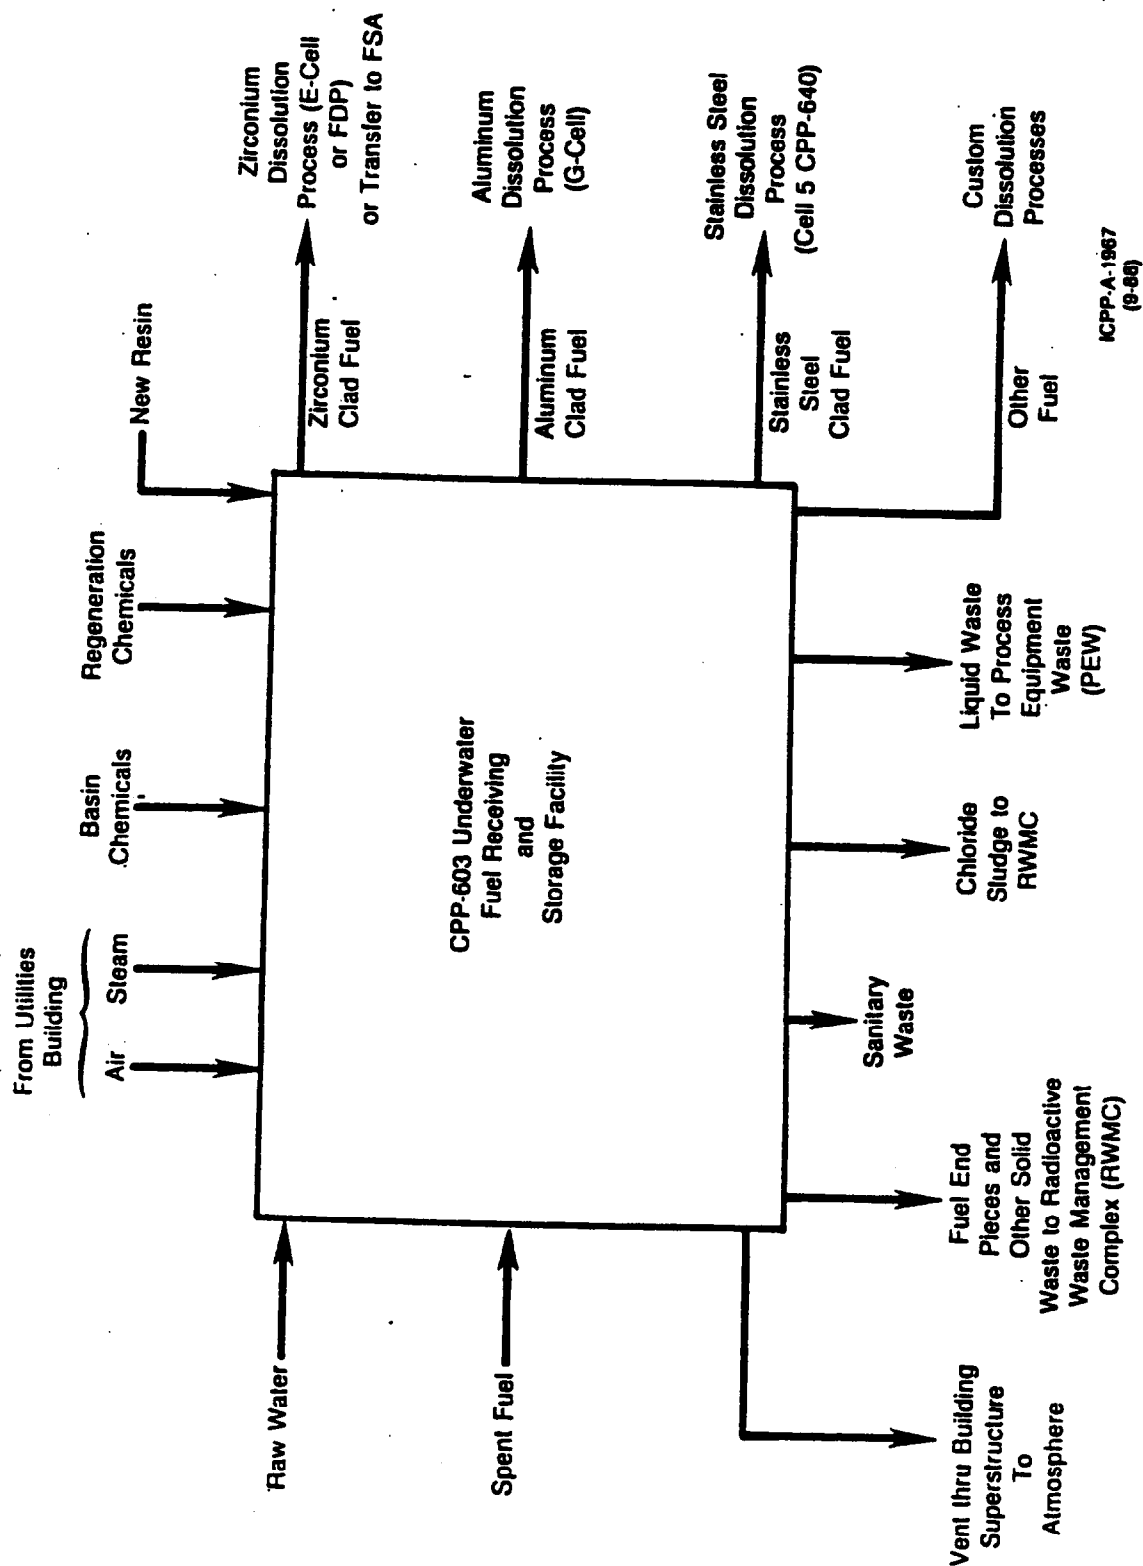 From Utilities
Building
Air
Steam
Basin
Chemicals
Regeneration
Chemicals
New Resin
Raw Water
Spent Fuel
CPP-603 Underwater
Fuel Receiving
and
Storage Facility
Zirconium
Clad Fuel
Zirconium
Dissolution
Process (E-Cell
or FDP)
or Transfer to FSA
Aluminum
Clad Fuel
Aluminum
Dissolution
Process
(G-Cell)
Stainless
Steel
Clad Fuel
Stainless Steel
Dissolution
Process
(Cell 5 CPP-640)
Other
Fuel
Custom
Dissolution
Processes
Vent thru Building
Superstructure
To
Atmosphere
Fuel End
Pieces and
Other Solid
Waste to Radioactive
Waste Management
Complex (RWMC)
Sanitary
Waste
Chloride
Sludge to
RWMC
Liquid Waste
To Process
Equipment
Waste
(PEW)
ICPP-A-1967
(9-86)